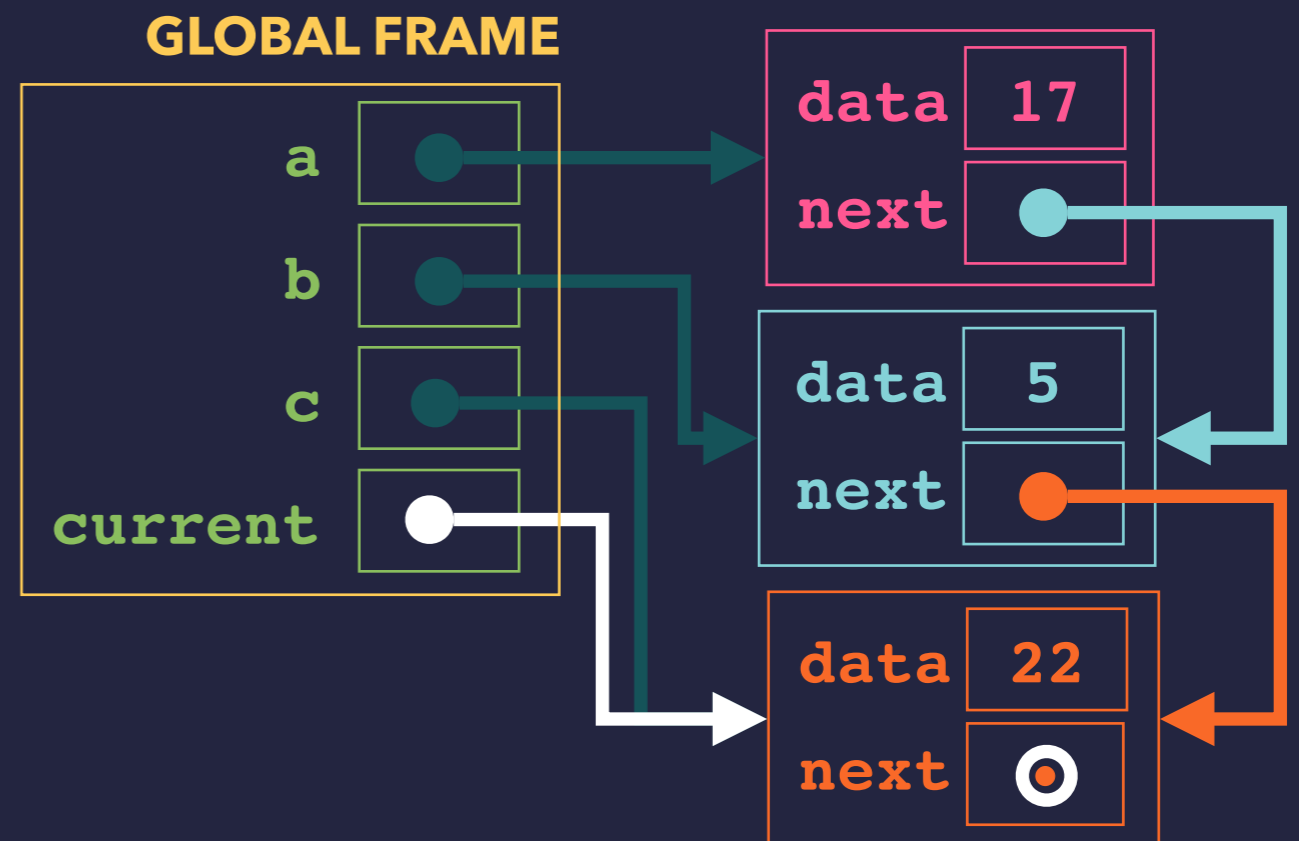 GLOBAL FRAME
a
b
c
current
data 17
next
data 5
next
data 22
next